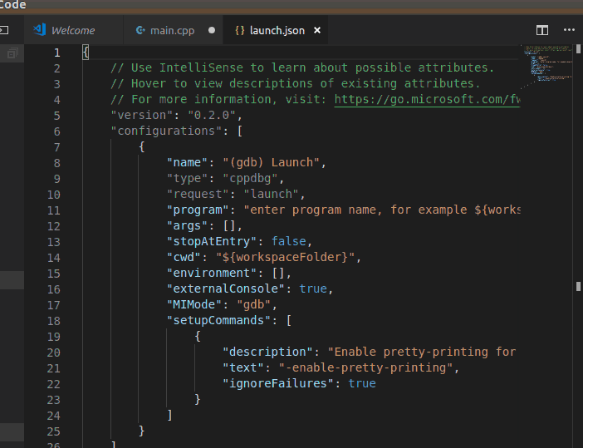 Code
Welcome
main.cpp
{} launch.json ×
1 {
2 // Use IntelliSense to learn about possible attributes.
3 // Hover to view descriptions of existing attributes.
4 // For more information, visit: https://go.microsoft.com/fw
5 "version": "0.2.0",
6 "configurations": [
7 {
8 "name": "(gdb) Launch",
9 "type": "cppdbg",
10 "request": "launch",
11 "program": "enter program name, for example ${works
12 "args": [],
13 "stopAtEntry": false,
14 "cwd": "${workspaceFolder}",
15 "environment": [],
16 "externalConsole": true,
17 "MIMode": "gdb",
18 "setupCommands": [
19 {
20 "description": "Enable pretty-printing for
21 "text": "-enable-pretty-printing",
22 "ignoreFailures": true
23 }
24 ]
25 }
26 ]